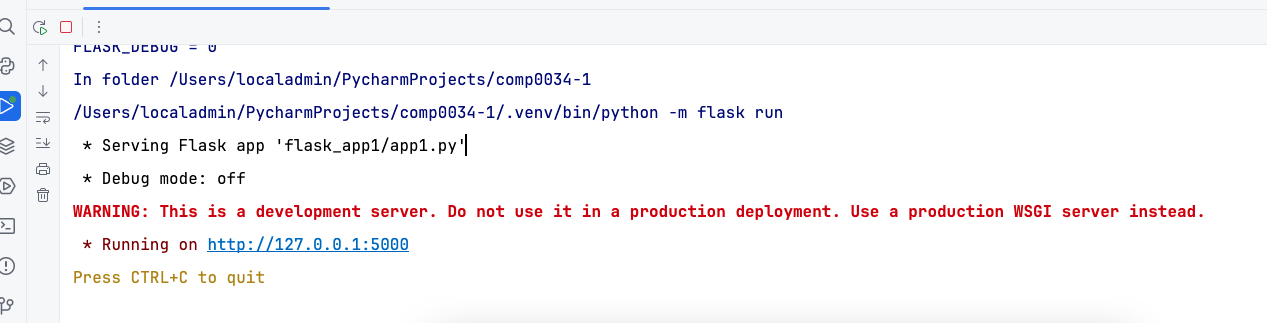 FLASK_DEBUG = 0
In folder /Users/localadmin/PycharmProjects/comp0034-1
/Users/localadmin/PycharmProjects/comp0034-1/.venv/bin/python -m flask run
* Serving Flask app 'flask_app1/app1.py'
* Debug mode: off
WARNING: This is a development server. Do not use it in a production deployment. Use a production WSGI server instead.
* Running on http://127.0.0.1:5000
Press CTRL+C to quit